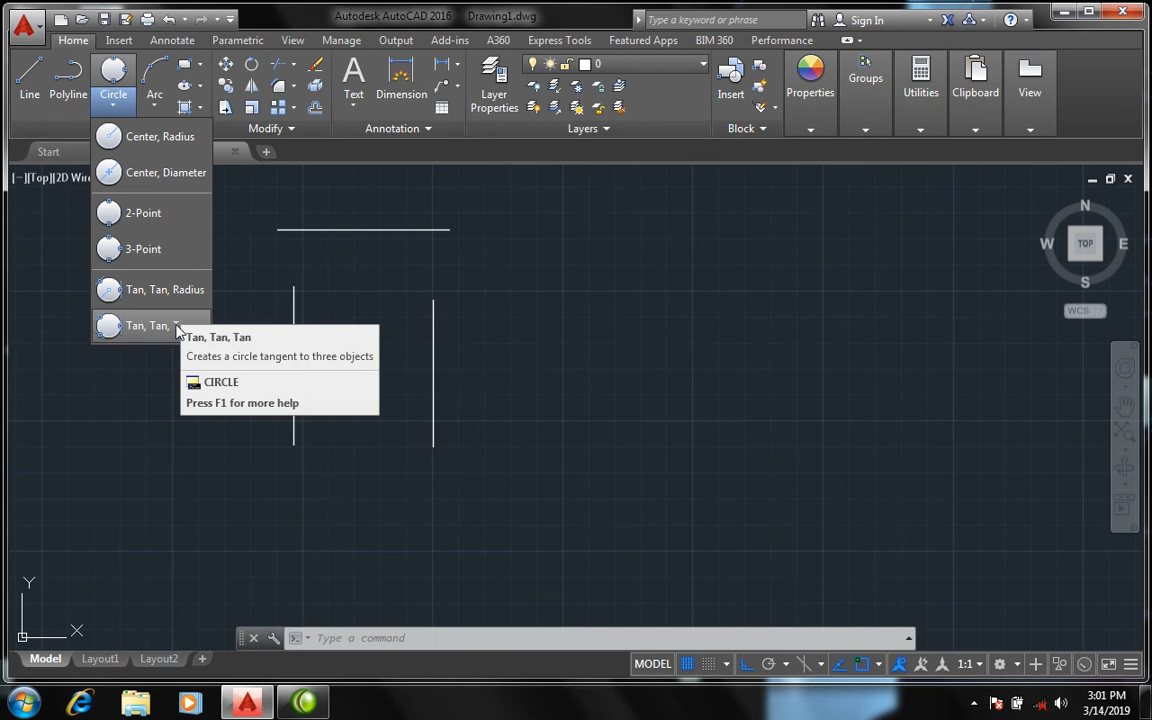 Autodesk AutoCAD 2016 Drawing1.dwg
Type a keyword or phrase
Sign In
Home Insert Annotate Parametric View Manage Output Add-ins A360 Express Tools Featured Apps BIM 360 Performance
0
Line Polyline Circle Arc Text Dimension Layer Properties Insert Properties Groups Utilities Clipboard View
Modify Annotation Layers Block
Start
[−][Top][2D Wire
Center, Radius
Center, Diameter
2-Point
3-Point
Tan, Tan, Radius
Tan, Tan,
Tan, Tan, Tan
Creates a circle tangent to three objects
CIRCLE
Press F1 for more help
N
W TOP E
S
WCS
Y
X
Type a command
Model Layout1 Layout2
MODEL 1:1
3:01 PM
3/14/2019